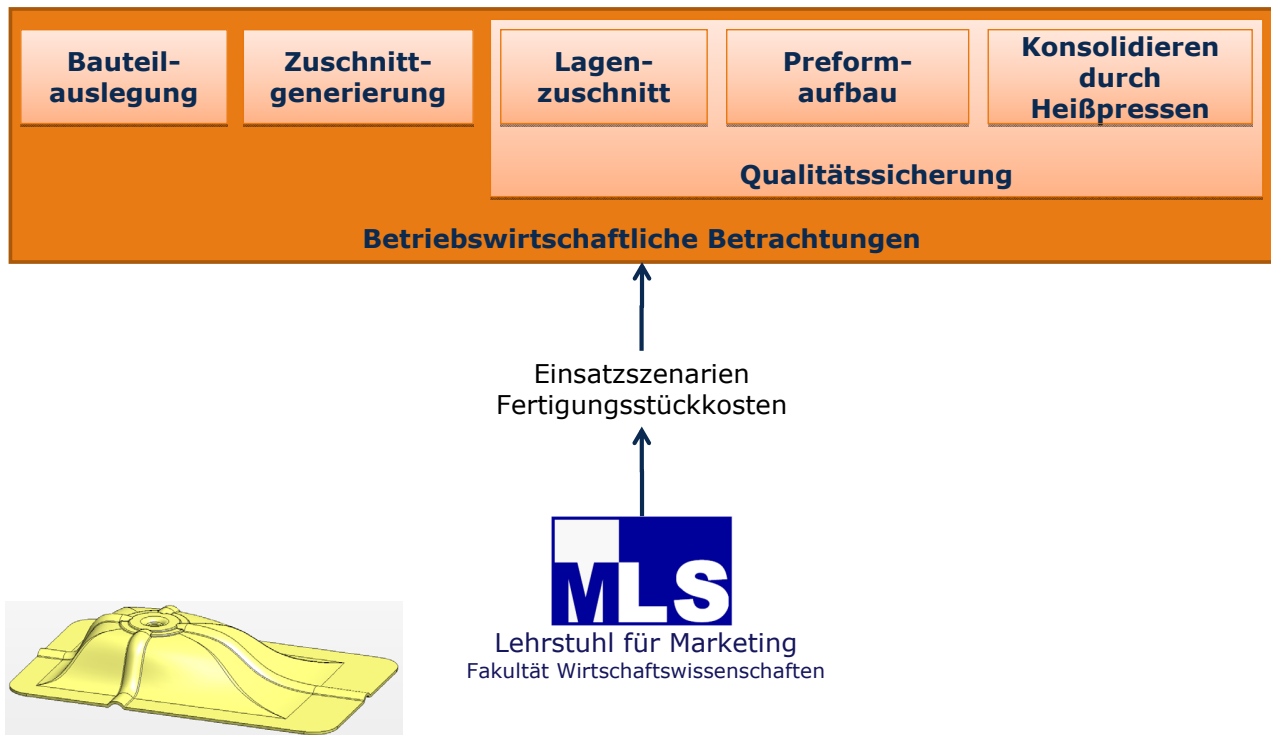 Bauteil-
auslegung
Zuschnitt-
generierung
Lagen-
zuschnitt
Preform-
aufbau
Konsolidieren
durch
Heißpressen
Qualitätssicherung
Betriebswirtschaftliche Betrachtungen
Einsatzszenarien
Fertigungsstückkosten
MLS
Lehrstuhl für Marketing
Fakultät Wirtschaftswissenschaften